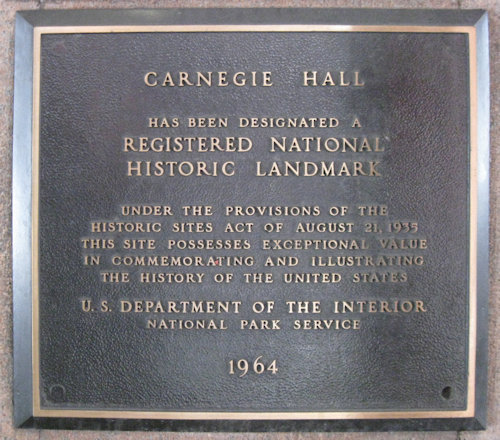 CARNEGIE HALL
HAS BEEN DESIGNATED A
REGISTERED NATIONAL
HISTORIC LANDMARK
UNDER THE PROVISIONS OF THE
HISTORIC SITES ACT OF AUGUST 21, 1935
THIS SITE POSSESSES EXCEPTIONAL VALUE
IN COMMEMORATING AND ILLUSTRATING
THE HISTORY OF THE UNITED STATES
U.S. DEPARTMENT OF THE INTERIOR
NATIONAL PARK SERVICE
1964